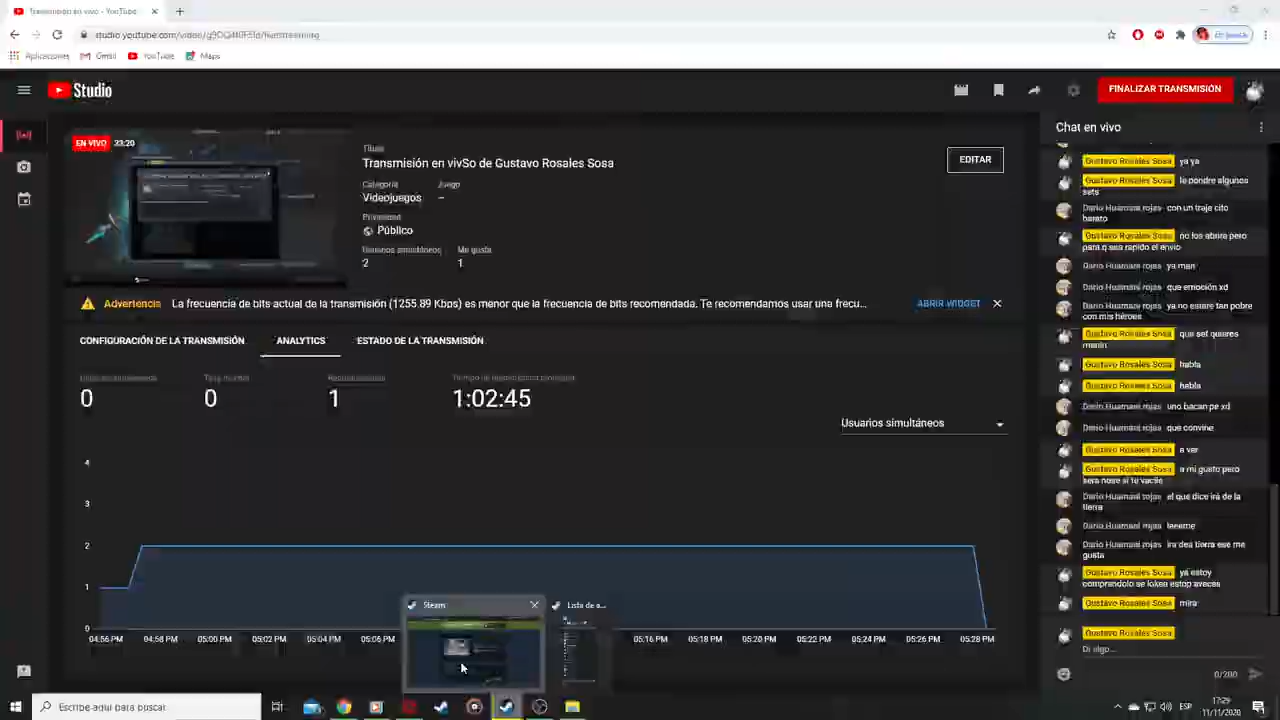 Transmisión en vivo - YouTube
Aplicaciones
Gmail
YouTube
Maps
Studio
FINALIZAR TRANSMISIÓN
EN VIVO 23:20
Título
Transmisión en vivSo de Gustavo Rosales Sosa
EDITAR
Categoría Juego
Videojuegos –
Privacidad
Público
Me gusta
2 1
Advertencia La frecuencia de bits actual de la transmisión (1255.89 Kbps) es menor que la frecuencia de bits recomendada. Te recomendamos usar una frecu...
ABRIR WIDGET
CONFIGURACIÓN DE LA TRANSMISIÓN
ANALYTICS
0 0 1 1:02:45
Usuarios simultáneos
4
3
2
1
0
04:56 PM 04:58 PM 05:00 PM 05:02 PM 05:04 PM 05:06 PM 05:16 PM 05:18 PM 05:20 PM 05:22 PM 05:24 PM 05:26 PM 05:28 PM
Steam
Lista de a...
Chat en vivo
Gustavo Rosales Sosa ya ya
Gustavo Rosales Sosa le pondre algunos
sets
Dario Huamani rojas con un traje cito
barato
Gustavo Rosales Sosa no los abrire pero
para q sea rapido el envio
Dario Huamani rojas ya man
Dario Huamani rojas que emoción xd
Dario Huamani rojas ya no estare tan pobre
con mis héroes
Gustavo Rosales Sosa que set quieres
manin
Gustavo Rosales Sosa habla
Gustavo Rosales Sosa habla
Dario Huamani rojas uno bacan pe xd
Dario Huamani rojas que convine
Gustavo Rosales Sosa a ver
Gustavo Rosales Sosa a mi gusto pero
sera nose si te vacile
Dario Huamani rojas el que dice irá de la
tierra
Dario Huamani rojas
Dario Huamani rojas ira dea tierra ese me
gusta
Gustavo Rosales Sosa ya estoy
comprandolo se lokea estop aveces
Gustavo Rosales Sosa mira
Gustavo Rosales Sosa
Di algo...
0/200
Escribe aquí para buscar
ESP
17:29
11/11/2020